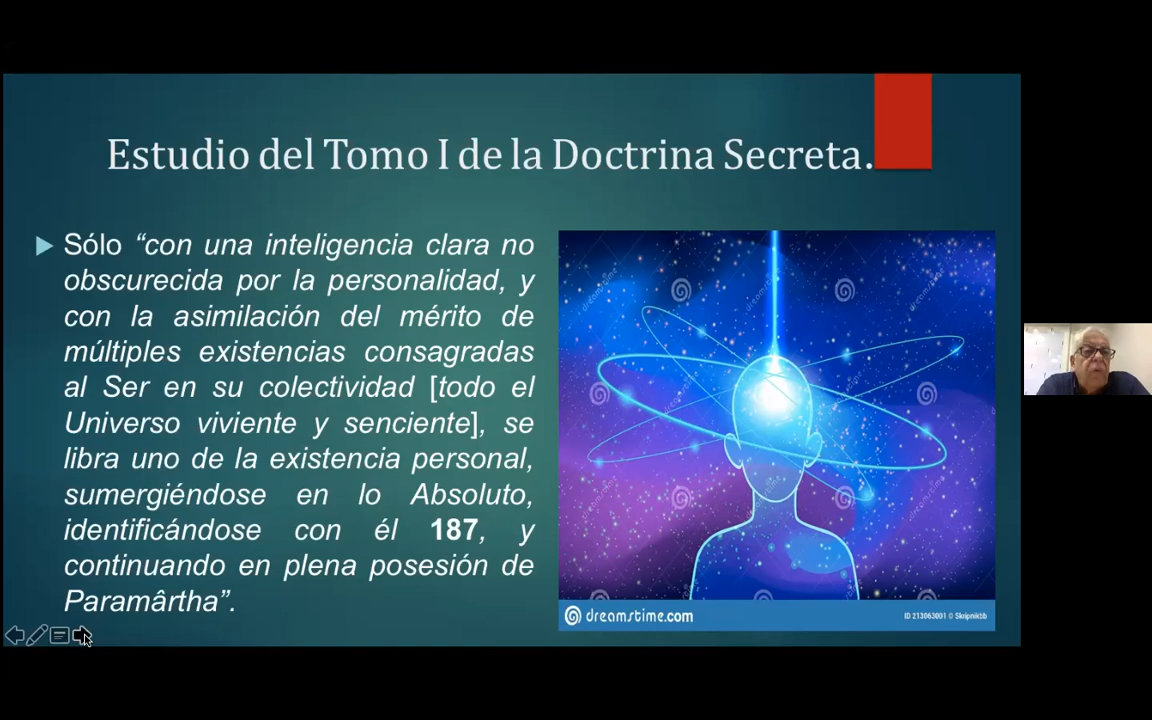 Estudio del Tomo I de la Doctrina Secreta.
Sólo “con una inteligencia clara no
obscurecida por la personalidad, y
con la asimilación del mérito de
múltiples existencias consagradas
al Ser en su colectividad [todo el
Universo viviente y senciente], se
libra uno de la existencia personal,
sumergiéndose en lo Absoluto,
identificándose con él 187, y
continuando en plena posesión de
Paramârtha”.
dreamstime.com
ID 213063001 © Skripnikbb